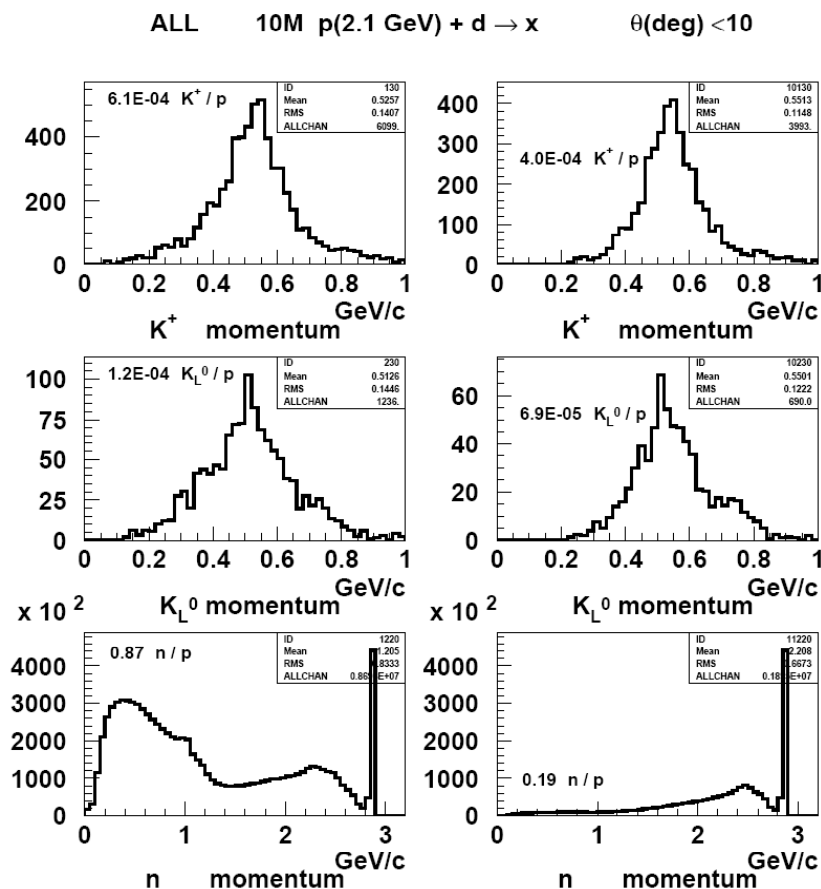 ALL 10M p(2.1 GeV) + d → x θ(deg) <10
6.1E-04 K⁺ / p
ID 130
Mean 0.5257
RMS 0.1407
ALLCHAN 6099.
400
200
0
0 0.2 0.4 0.6 0.8 1
GeV/c
K⁺ momentum
4.0E-04 K⁺ / p
ID 10130
Mean 0.5513
RMS 0.1148
ALLCHAN 3993.
400
300
200
100
0
0 0.2 0.4 0.6 0.8 1
GeV/c
K⁺ momentum
1.2E-04 K_L⁰ / p
ID 230
Mean 0.5126
RMS 0.1446
ALLCHAN 1236.
100
75
50
25
0
0 0.2 0.4 0.6 0.8 1
GeV/c
K_L⁰ momentum
6.9E-05 K_L⁰ / p
ID 10230
Mean 0.5501
RMS 0.1222
ALLCHAN 690.0
60
40
20
0
0 0.2 0.4 0.6 0.8 1
GeV/c
K_L⁰ momentum
x 10 ²
0.87 n / p
ID 1220
Mean 1.205
RMS .8333
ALLCHAN
4000
3000
2000
1000
0
0 1 2 3
GeV/c
n momentum
x 10 ²
0.19 n / p
ID 11220
Mean 2.208
RMS .6673
ALLCHAN
4000
3000
2000
1000
0
0 1 2 3
GeV/c
n momentum